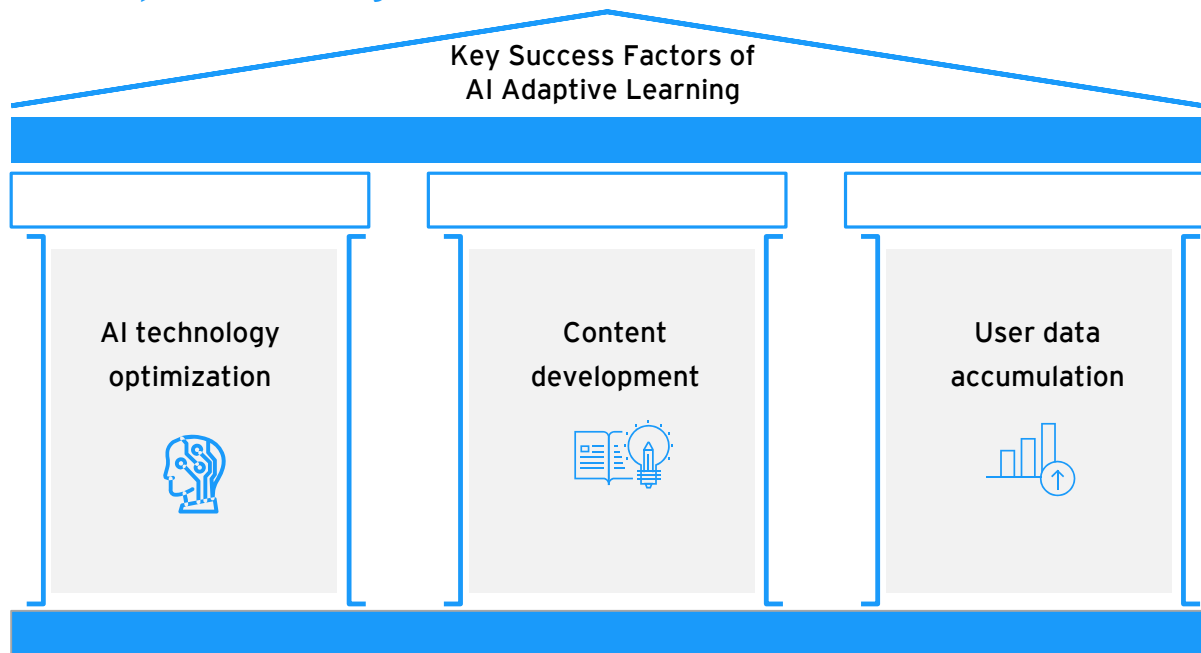 Key Success Factors of
AI Adaptive Learning
AI technology
optimization
Content
development
User data
accumulation